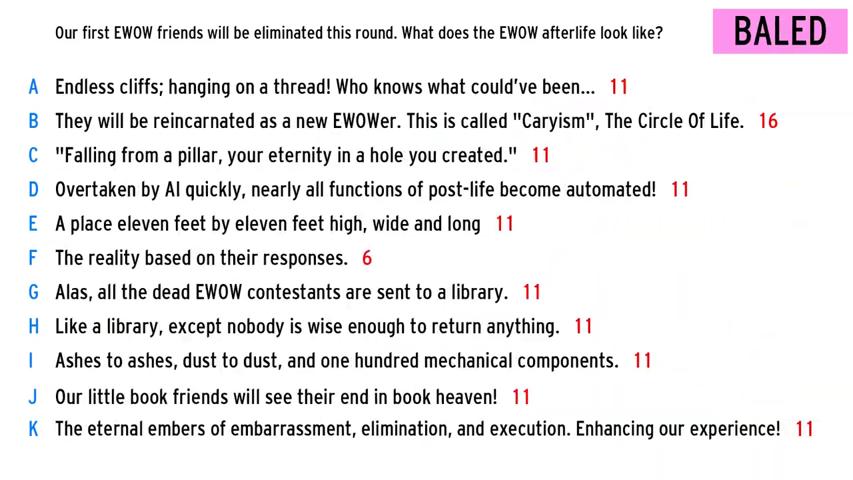 Our first EWOW friends will be eliminated this round. What does the EWOW afterlife look like?
BALED
A Endless cliffs; hanging on a thread! Who knows what could've been... 11
B They will be reincarnated as a new EWOWer. This is called "Caryism", The Circle Of Life. 16
C "Falling from a pillar, your eternity in a hole you created." 11
D Overtaken by AI quickly, nearly all functions of post-life become automated! 11
E A place eleven feet by eleven feet high, wide and long 11
F The reality based on their responses. 6
G Alas, all the dead EWOW contestants are sent to a library. 11
H Like a library, except nobody is wise enough to return anything. 11
I Ashes to ashes, dust to dust, and one hundred mechanical components. 11
J Our little book friends will see their end in book heaven! 11
K The eternal embers of embarrassment, elimination, and execution. Enhancing our experience! 11